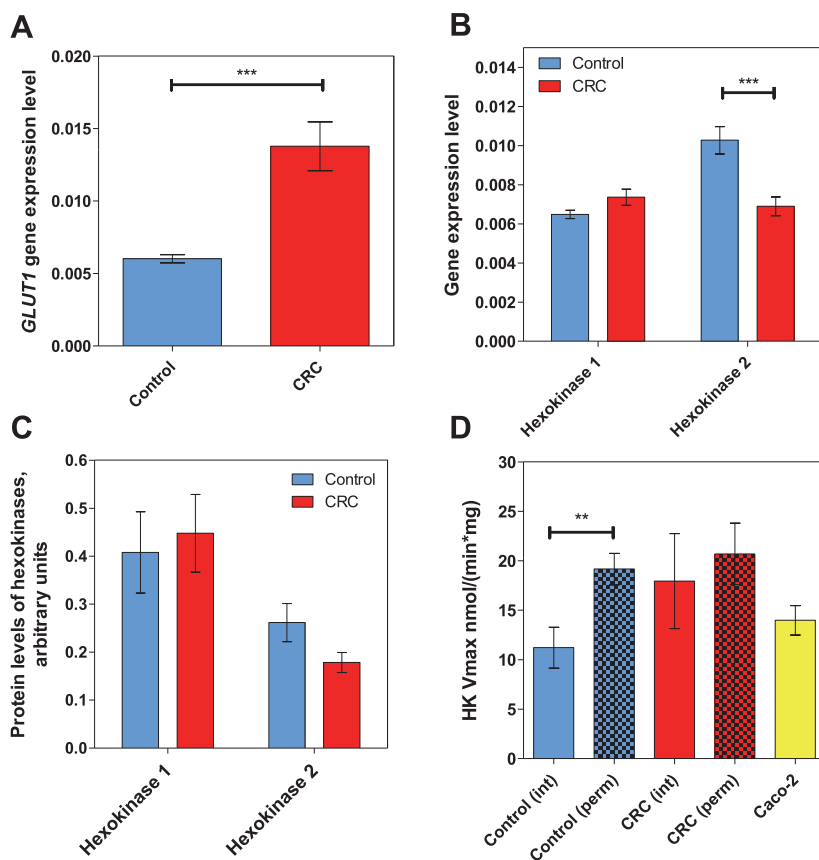 A
GLUT1 gene expression level
0.020
0.015
0.010
0.005
0.000
***
Control
CRC
B
Gene expression level
0.014
0.012
0.010
0.008
0.006
0.004
0.002
0.000
Control
CRC
***
Hexokinase 1
Hexokinase 2
C
Protein levels of hexokinases,
arbitrary units
0.6
0.5
0.4
0.3
0.2
0.1
0.0
Control
CRC
Hexokinase 1
Hexokinase 2
D
HK Vmax nmol/(min*mg)
30
25
20
15
10
5
0
**
Control (int)
Control (perm)
CRC (int)
CRC (perm)
Caco-2